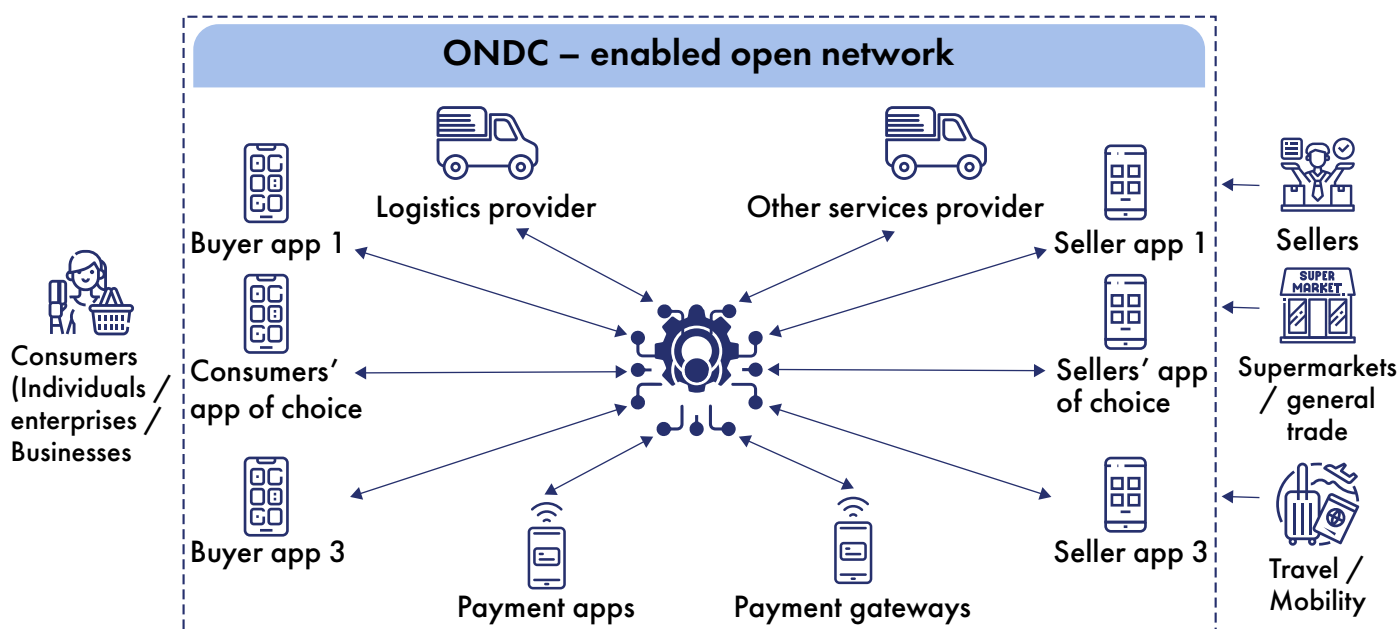 ONDC – enabled open network
Logistics provider
Other services provider
Buyer app 1
Seller app 1
Sellers
SUPER
MARKET
Consumers
(Individuals /
enterprises /
Businesses
Consumers’
app of choice
Sellers’ app
of choice
Supermarkets
/ general
trade
Buyer app 3
Seller app 3
Travel /
Mobility
Payment apps
Payment gateways